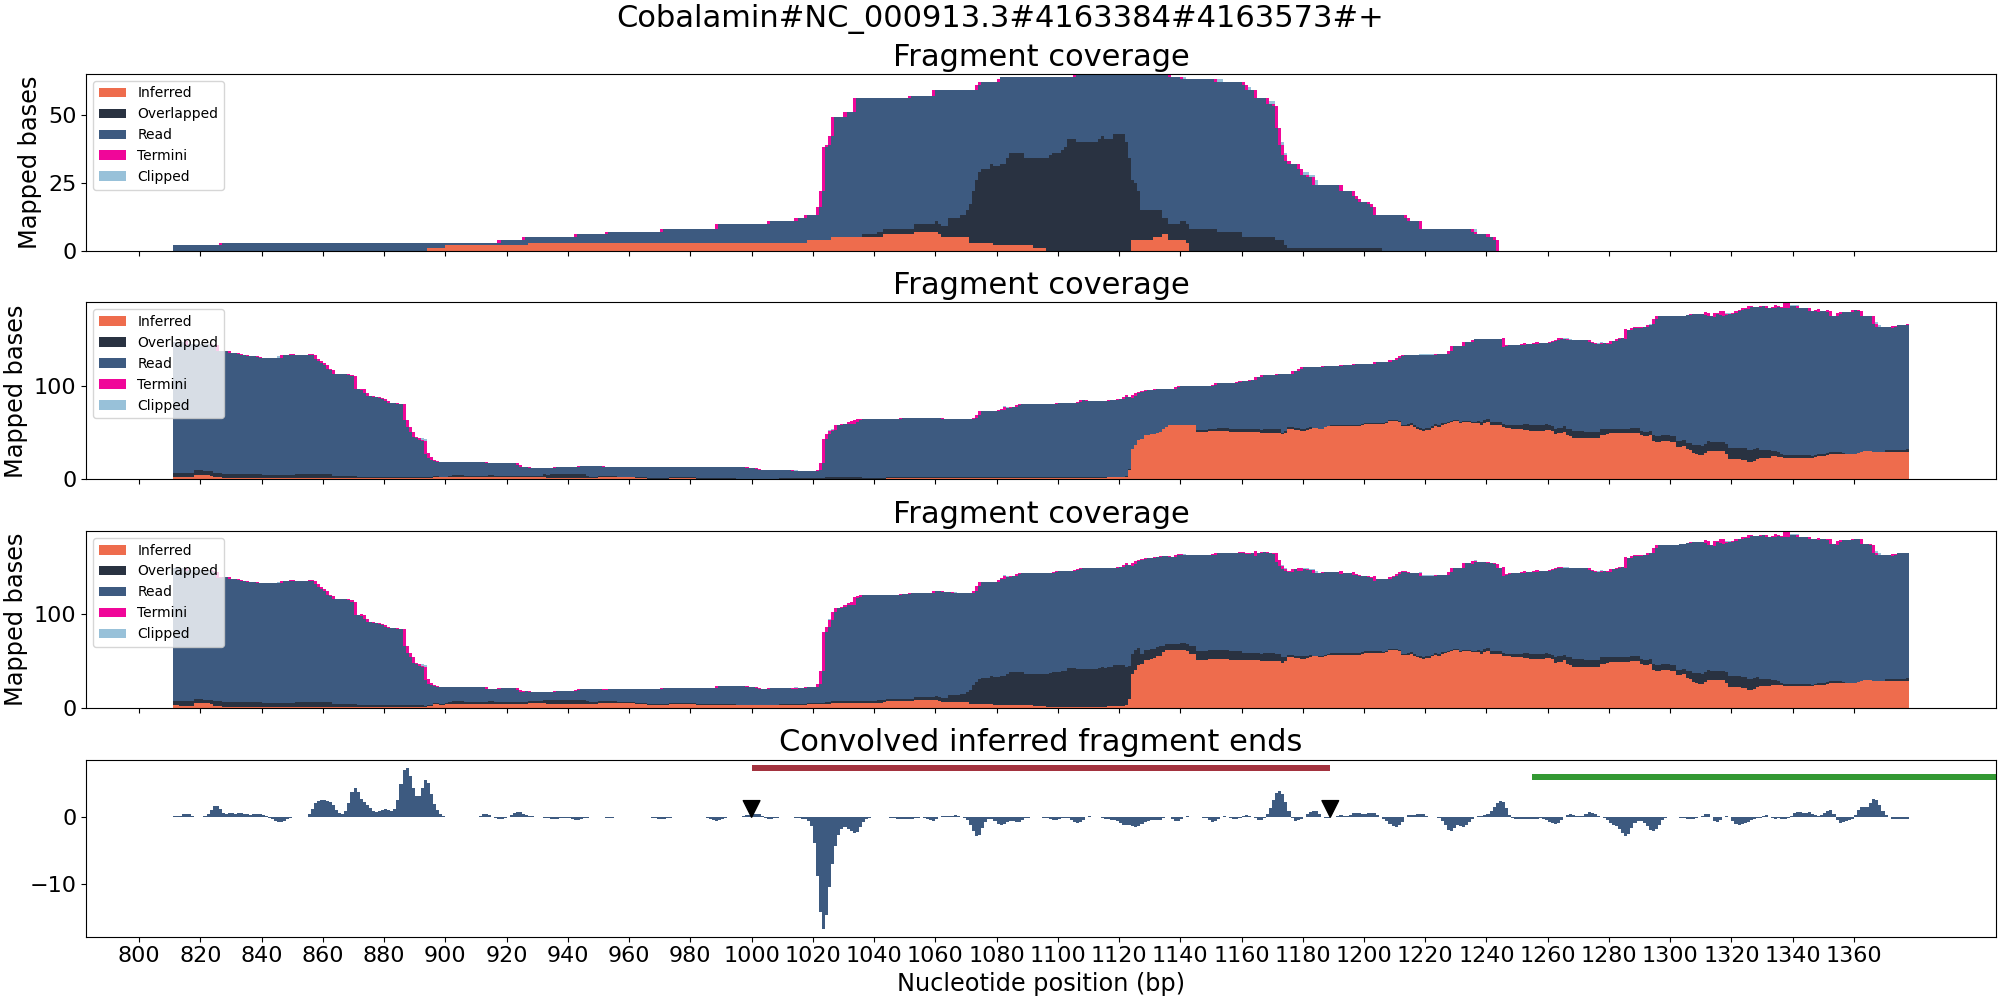 Cobalamin#NC_000913.3#4163384#4163573#+
Fragment coverage
Mapped bases
50
25
0
Inferred
Overlapped
Read
Termini
Clipped
Fragment coverage
Mapped bases
100
0
Inferred
Overlapped
Read
Termini
Clipped
Fragment coverage
Mapped bases
100
0
Inferred
Overlapped
Read
Termini
Clipped
Convolved inferred fragment ends
0
−10
800 820 840 860 880 900 920 940 960 980 1000 1020 1040 1060 1080 1100 1120 1140 1160 1180 1200 1220 1240 1260 1280 1300 1320 1340 1360
Nucleotide position (bp)